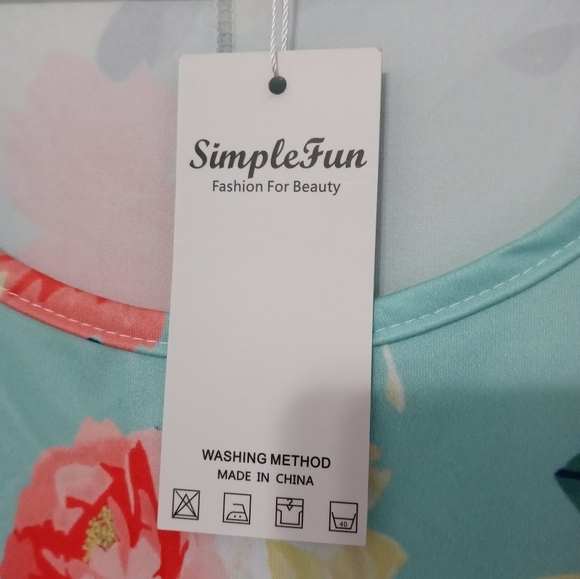 SimpleFun
Fashion For Beauty
WASHING METHOD
MADE IN CHINA
40